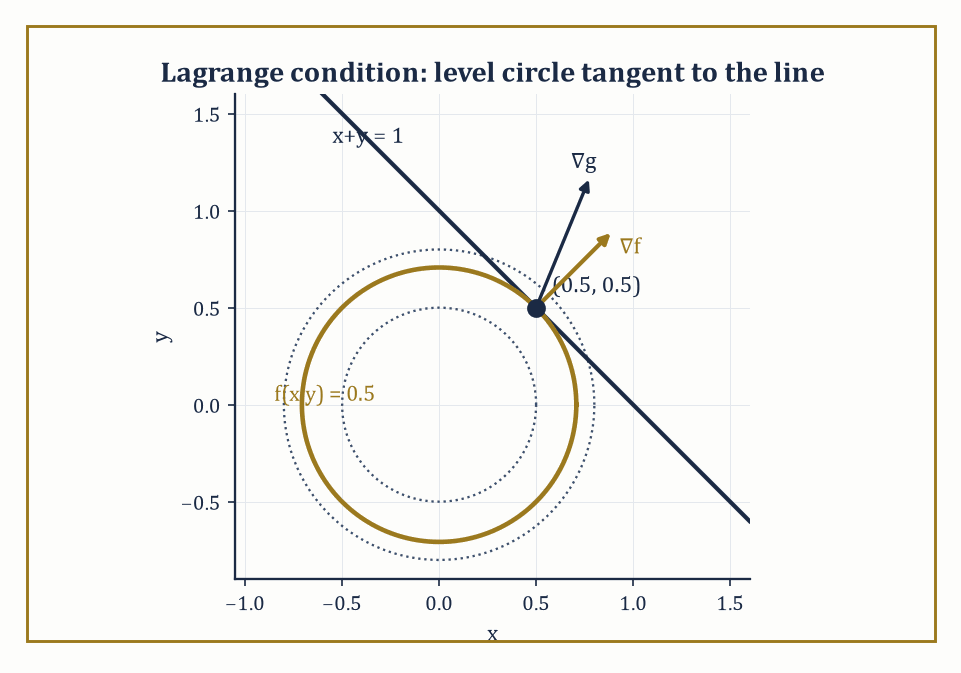 Lagrange condition: level circle tangent to the line
1.5
x+y = 1
∇g
1.0
∇f
(0.5, 0.5)
0.5
y
f(x,y) = 0.5
0.0
−0.5
−1.0 −0.5 0.0 0.5 1.0 1.5
x